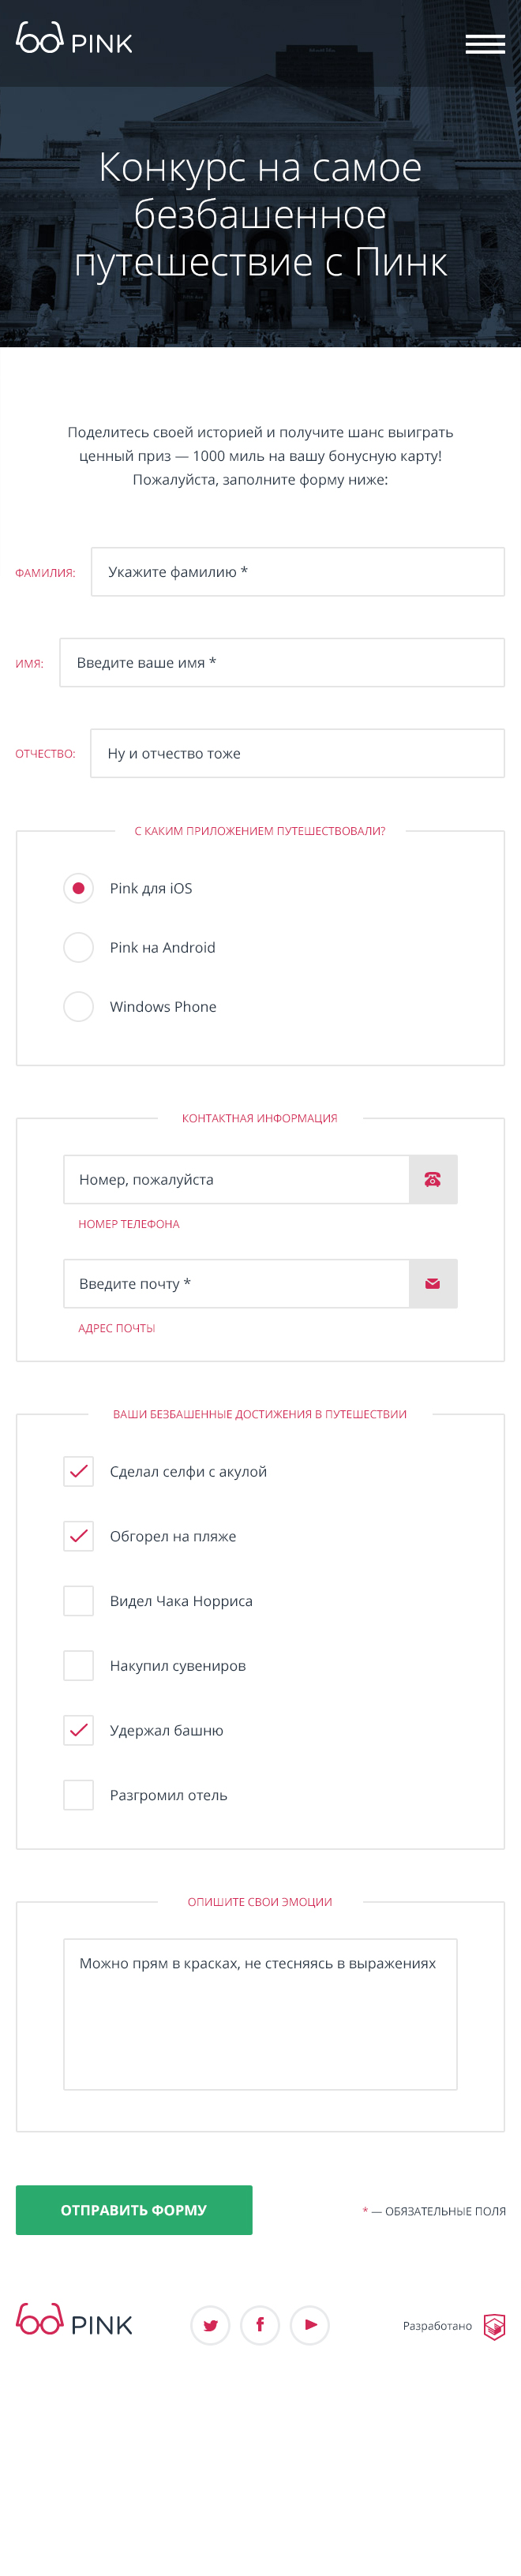 PINK
Конкурс на самое
безбашенное
путешествие с Пинк
Поделитесь своей историей и получите шанс выиграть
ценный приз — 1000 миль на вашу бонусную карту!
Пожалуйста, заполните форму ниже:
ФАМИЛИЯ:
Укажите фамилию *
ИМЯ:
Введите ваше имя *
ОТЧЕСТВО:
Ну и отчество тоже
С КАКИМ ПРИЛОЖЕНИЕМ ПУТЕШЕСТВОВАЛИ?
Pink для iOS
Pink на Android
Windows Phone
КОНТАКТНАЯ ИНФОРМАЦИЯ
Номер, пожалуйста
НОМЕР ТЕЛЕФОНА
Введите почту *
АДРЕС ПОЧТЫ
ВАШИ БЕЗБАШЕННЫЕ ДОСТИЖЕНИЯ В ПУТЕШЕСТВИИ
Сделал селфи с акулой
Обгорел на пляже
Видел Чака Норриса
Накупил сувениров
Удержал башню
Разгромил отель
ОПИШИТЕ СВОИ ЭМОЦИИ
Можно прям в красках, не стесняясь в выражениях
ОТПРАВИТЬ ФОРМУ
* — ОБЯЗАТЕЛЬНЫЕ ПОЛЯ
PINK
Разработано